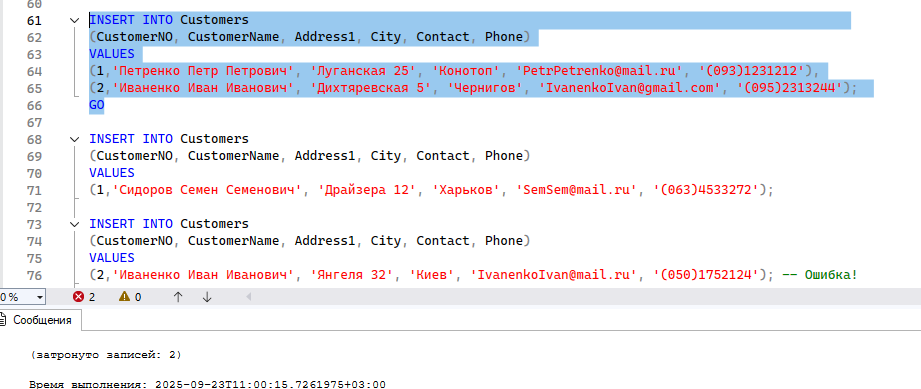 60
61 INSERT INTO Customers
62 (CustomerNO, CustomerName, Address1, City, Contact, Phone)
63 VALUES
64 (1,'Петренко Петр Петрович', 'Луганская 25', 'Конотоп', 'PetrPetrenko@mail.ru', '(093)1231212'),
65 (2,'Иваненко Иван Иванович', 'Дихтяревская 5', 'Чернигов', 'IvanenkoIvan@gmail.com', '(095)2313244');
66 GO
67
68 INSERT INTO Customers
69 (CustomerNO, CustomerName, Address1, City, Contact, Phone)
70 VALUES
71 (1,'Сидоров Семен Семенович', 'Драйзера 12', 'Харьков', 'SemSem@mail.ru', '(063)4533272');
72
73 INSERT INTO Customers
74 (CustomerNO, CustomerName, Address1, City, Contact, Phone)
75 VALUES
76 (2,'Иваненко Иван Иванович', 'Янгеля 32', 'Киев', 'IvanenkoIvan@mail.ru', '(050)1752124'); -- Ошибка!
0 % 2 0
Сообщения
(затронуто записей: 2)
Время выполнения: 2025-09-23T11:00:15.7261975+03:00